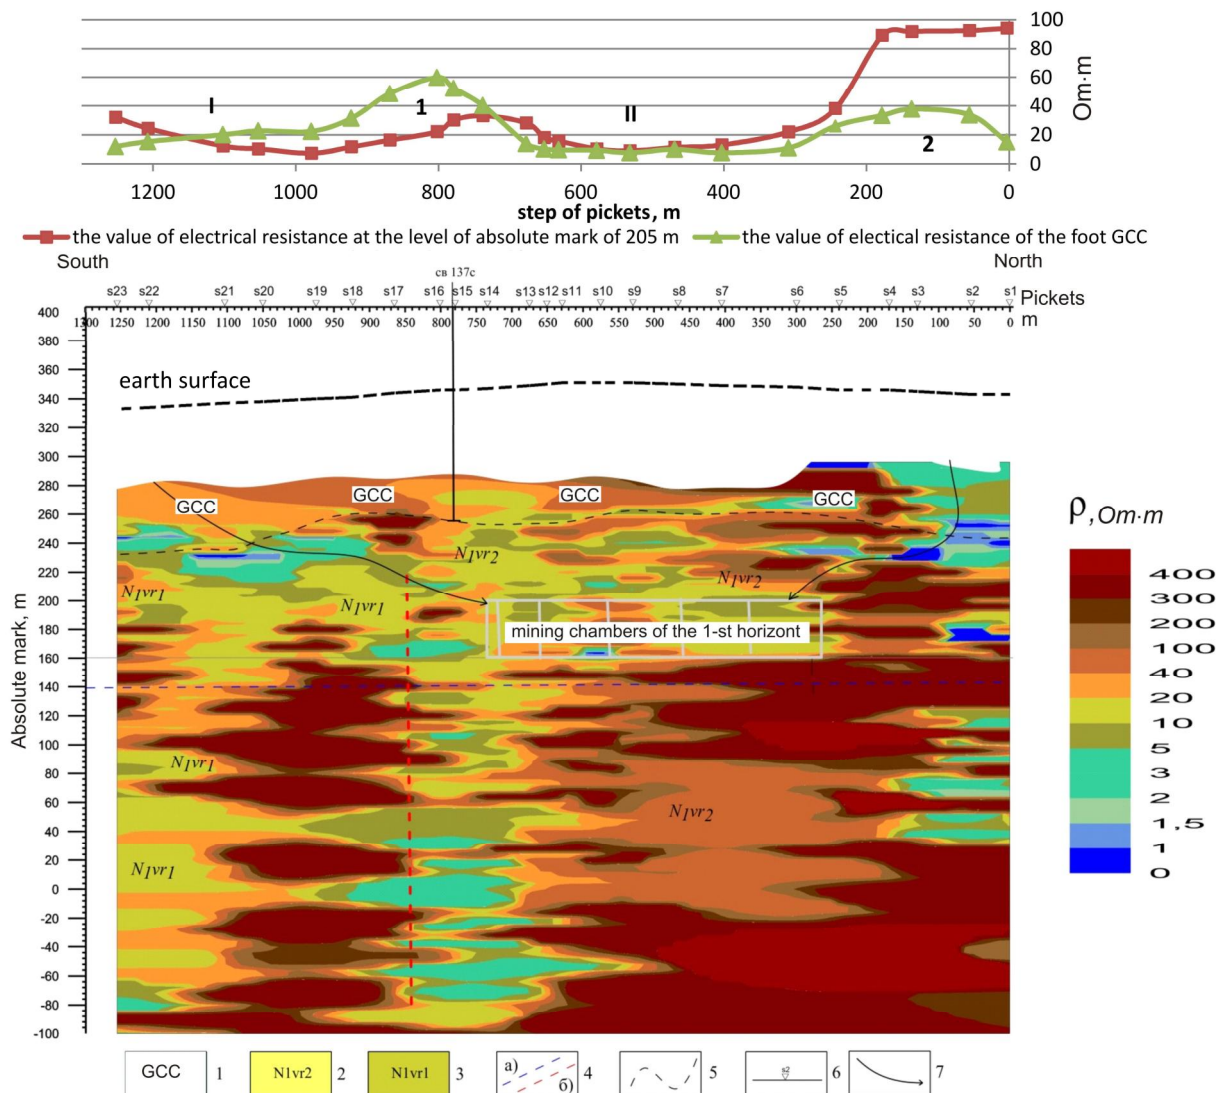 100
80
60
40
20
0
Om·m
I
1
II
2
1200 1000 800 600 400 200 0
step of pickets, m
the value of electrical resistance at the level of absolute mark of 205 m the value of electical resistance of the foot GCC
South North
св 137с
s23 s22 s21 s20 s19 s18 s17 s16 s15 s14 s13 s12 s11 s10 s9 s8 s7 s6 s5 s4 s3 s2 s1 Pickets
1300 1250 1200 1150 1100 1050 1000 950 900 850 800 750 700 650 600 550 500 450 400 350 300 250 200 150 100 50 0 m
400
380
360
340
320
300
280
260
240
220
200
180
160
140
120
100
80
60
40
20
0
-20
-40
-60
-80
-100
Absolute mark, m
earth surface
GCC GCC GCC GCC
N1vr2
N1vr1 N1vr1 N1vr2
mining chambers of the 1-st horizont
N1vr1
N1vr2
N1vr1
ρ, Om·m
400
300
200
100
40
20
10
5
3
2
1,5
1
0
GCC 1 N1vr2 2 N1vr1 3 а) б) 4 5 s2 6 7